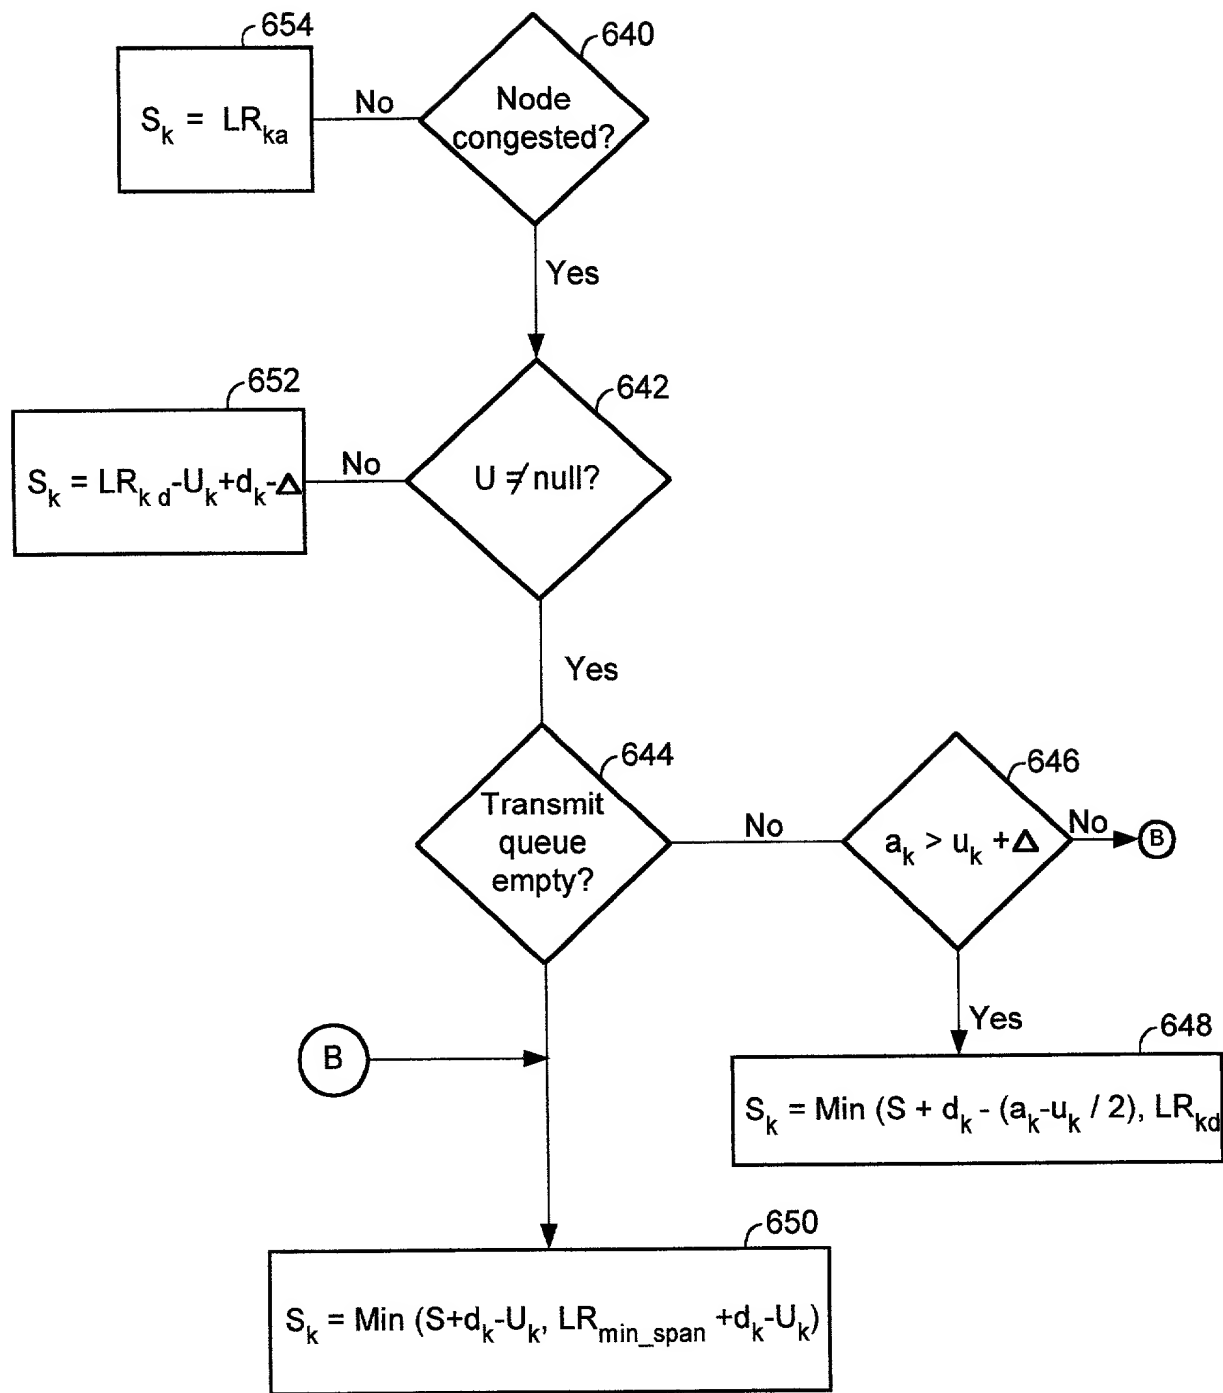 654
S_k = LR_ka
No
640
Node
congested?
Yes
652
S_k = LR_k d-U_k+d_k-Δ
No
642
U ≠ null?
Yes
644
Transmit
queue
empty?
No
646
a_k > u_k + Δ
No
B
Yes
B
648
S_k = Min (S + d_k - (a_k-u_k / 2), LR_kd
650
S_k = Min (S+d_k-U_k, LR_min_span +d_k-U_k)